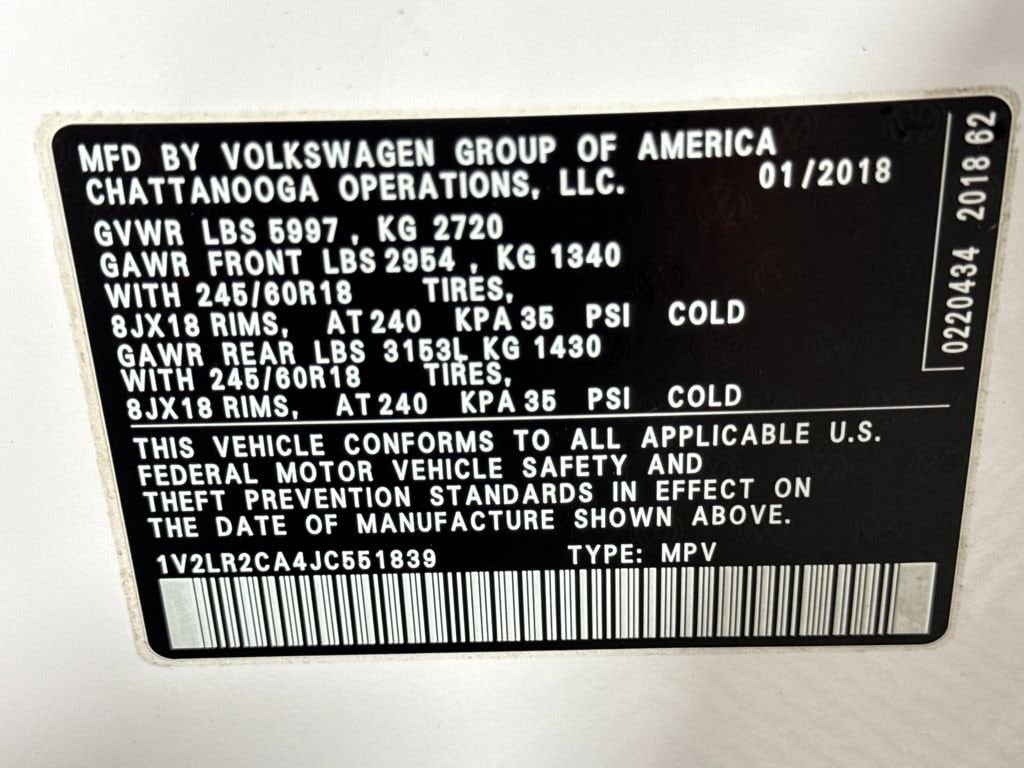 MFD BY VOLKSWAGEN GROUP OF AMERICA
CHATTANOOGA OPERATIONS, LLC. 01/2018
GVWR LBS 5997, KG 2720
GAWR FRONT LBS 2954, KG 1340
WITH 245/60R18 TIRES,
8JX18 RIMS, AT 240 KPA 35 PSI COLD
GAWR REAR LBS 3153L KG 1430
WITH 245/60R18 TIRES,
8JX18 RIMS, AT 240 KPA 35 PSI COLD
THIS VEHICLE CONFORMS TO ALL APPLICABLE U.S.
FEDERAL MOTOR VEHICLE SAFETY AND
THEFT PREVENTION STANDARDS IN EFFECT ON
THE DATE OF MANUFACTURE SHOWN ABOVE.
1V2LR2CA4JC551839 TYPE: MPV
0220434 2018 62